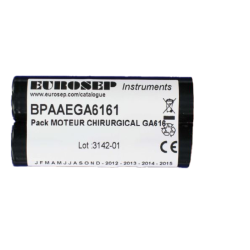 EUROSEP Instruments
www.eurosep.com/catalogue
BPAAEGA6161
Pack MOTEUR CHIRURGICAL GA616
Lot :3142-01
J F M A M J J A S O N D - 2012 - 2013 - 2014 - 2015